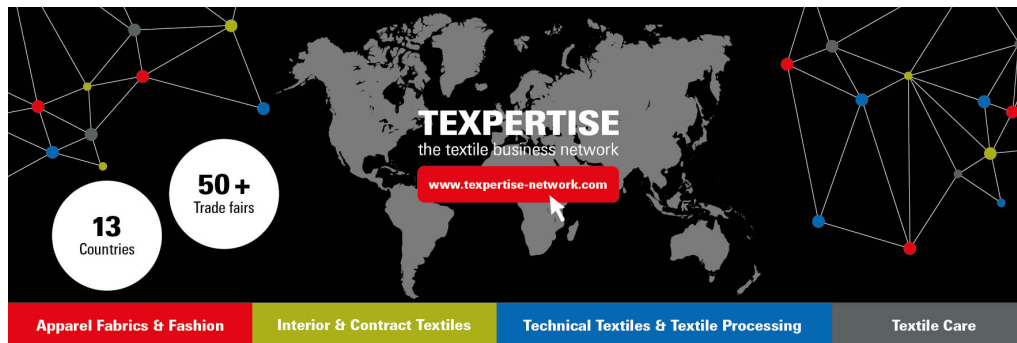 TEXPERTISE
the textile business network
www.texpertise-network.com
50+
Trade fairs
13
Countries
Apparel Fabrics & Fashion
Interior & Contract Textiles
Technical Textiles & Textile Processing
Textile Care